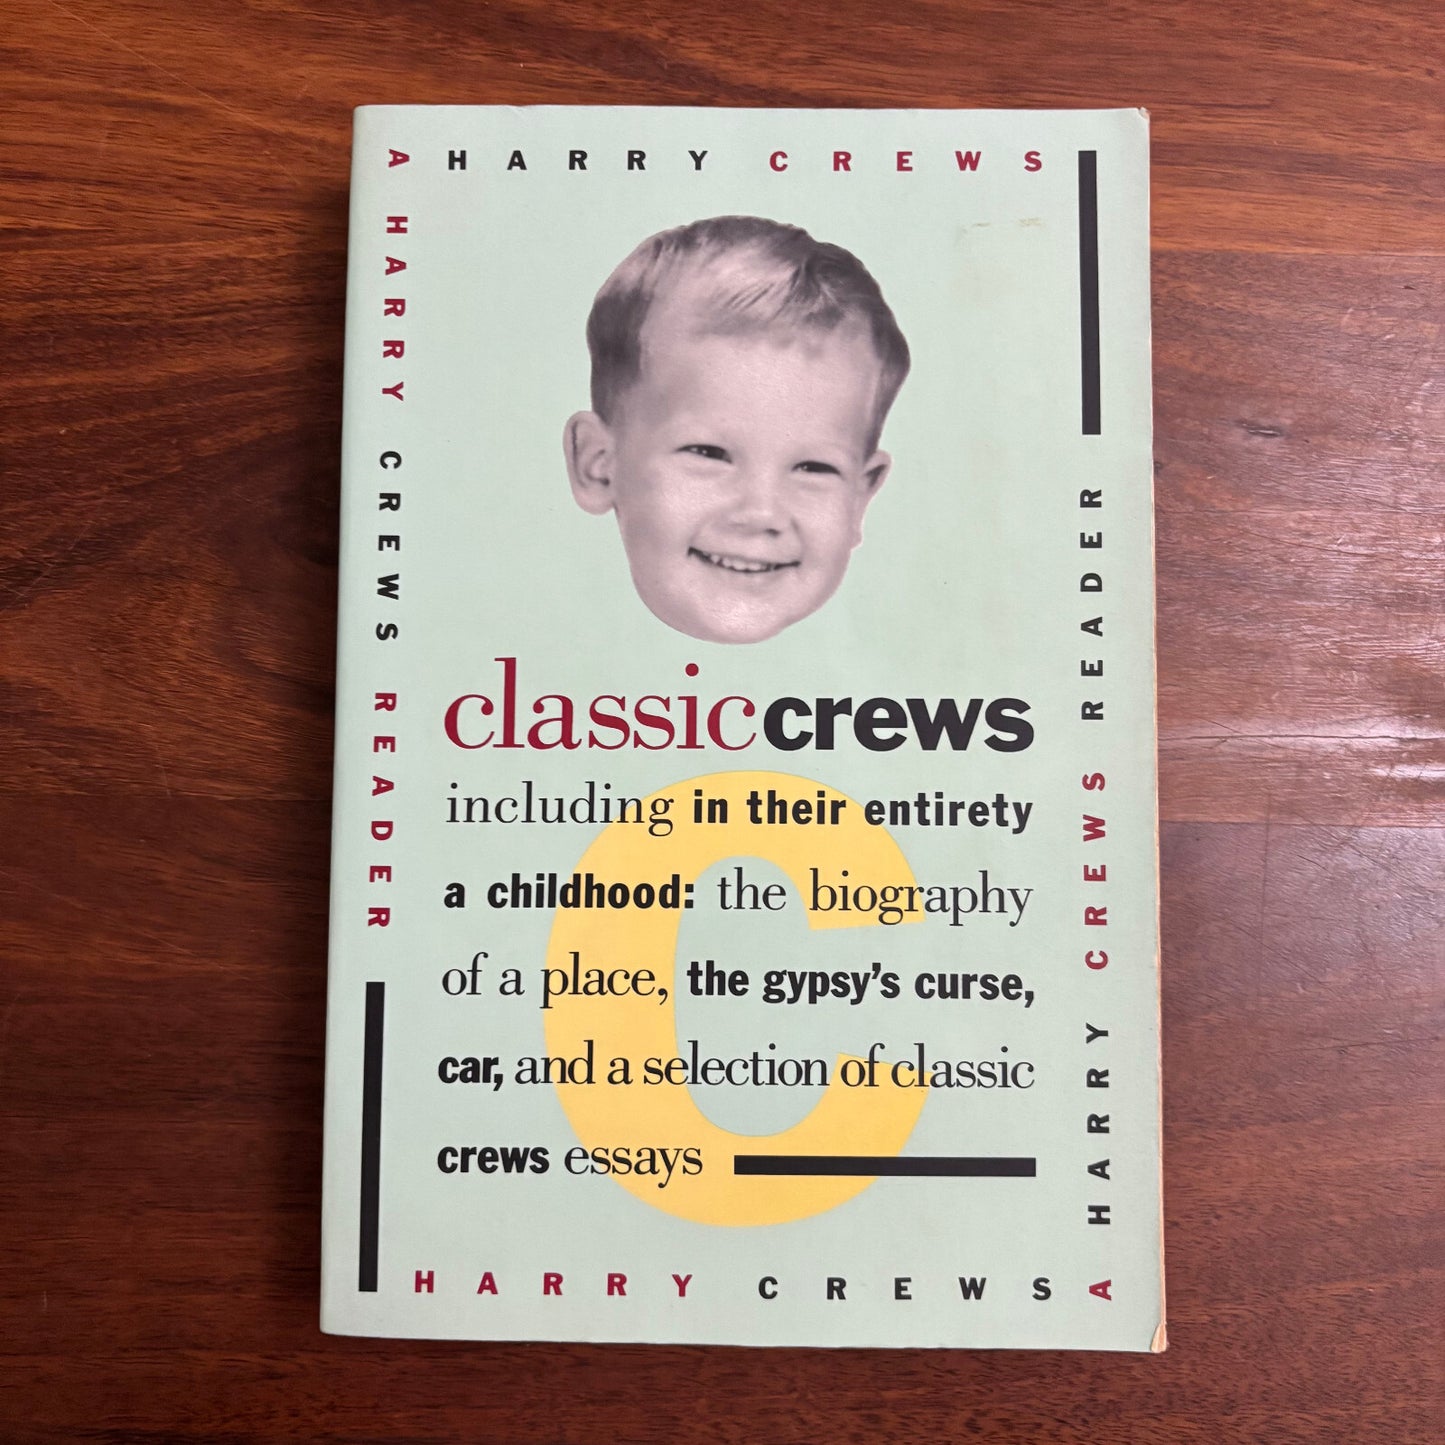 HARRY CREWS
A HARRY CREWS READER
classiccrews
including in their entirety
a childhood: the biography
of a place, the gypsy's curse,
car, and a selection of classic
crews essays
A HARRY CREWS READER
HARRY CREWS